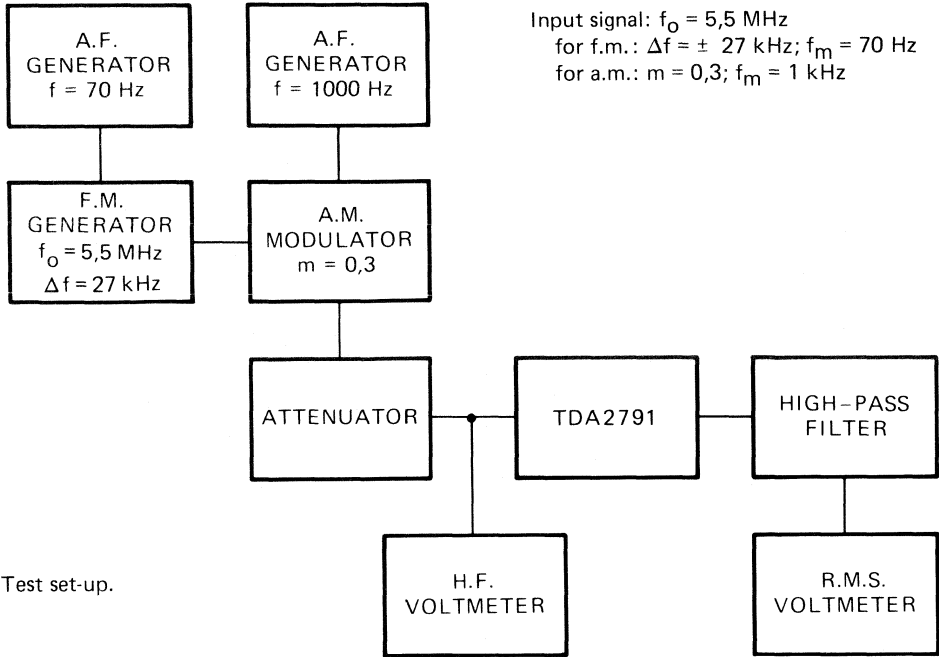 A.F.
GENERATOR
f = 70 Hz
A.F.
GENERATOR
f = 1000 Hz
Input signal: fo = 5,5 MHz
for f.m.: Δf = ± 27 kHz; fm = 70 Hz
for a.m.: m = 0,3; fm = 1 kHz
F.M.
GENERATOR
fo = 5,5 MHz
Δf = 27 kHz
A.M.
MODULATOR
m = 0,3
ATTENUATOR
TDA2791
HIGH-PASS
FILTER
H.F.
VOLTMETER
R.M.S.
VOLTMETER
Test set-up.